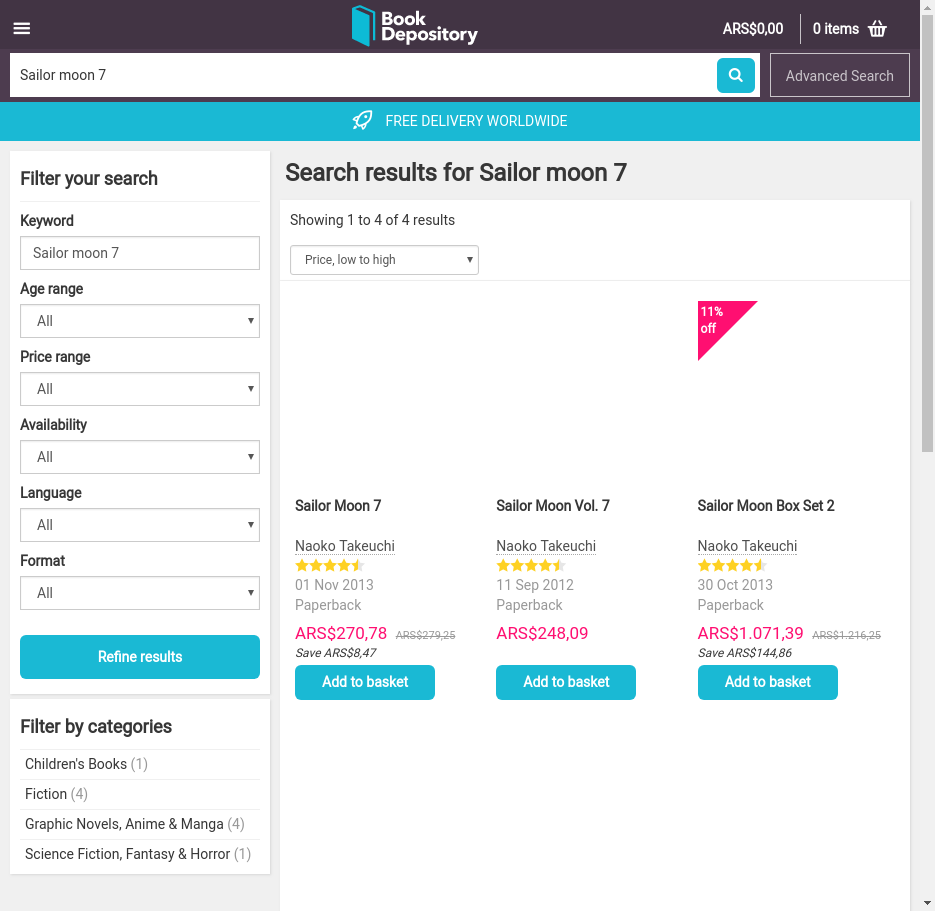 Book
Depository
ARS$0,00
0 items
Sailor moon 7
Advanced Search
FREE DELIVERY WORLDWIDE
Filter your search
Keyword
Sailor moon 7
Age range
All
Price range
All
Availability
All
Language
All
Format
All
Refine results
Filter by categories
Children's Books (1)
Fiction (4)
Graphic Novels, Anime & Manga (4)
Science Fiction, Fantasy & Horror (1)
Search results for Sailor moon 7
Showing 1 to 4 of 4 results
Price, low to high
Sailor Moon 7
Naoko Takeuchi
01 Nov 2013
Paperback
ARS$270,78 ARS$279,25
Save ARS$8,47
Add to basket
Sailor Moon Vol. 7
Naoko Takeuchi
11 Sep 2012
Paperback
ARS$248,09
Add to basket
11%
off
Sailor Moon Box Set 2
Naoko Takeuchi
30 Oct 2013
Paperback
ARS$1.071,39 ARS$1.216,25
Save ARS$144,86
Add to basket